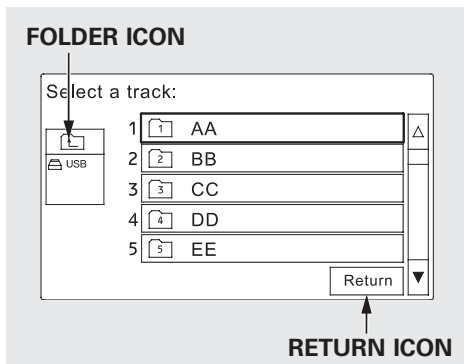 FOLDER ICON
Select a track:
1 1 AA
USB
2 2 BB
3 3 CC
4 4 DD
5 5 EE
Return
RETURN ICON